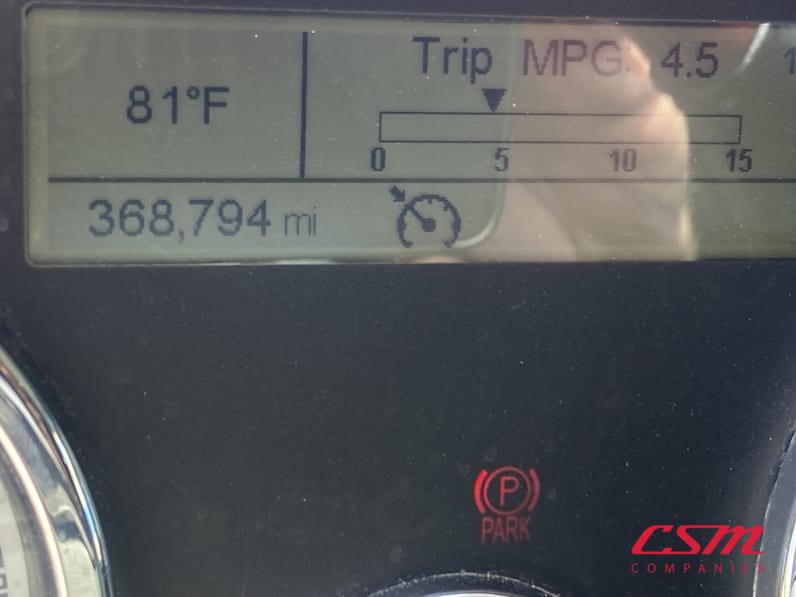 Trip MPG: 4.5
81°F
0 5 10 15
368,794 mi
P
PARK
csm
COMPANIES